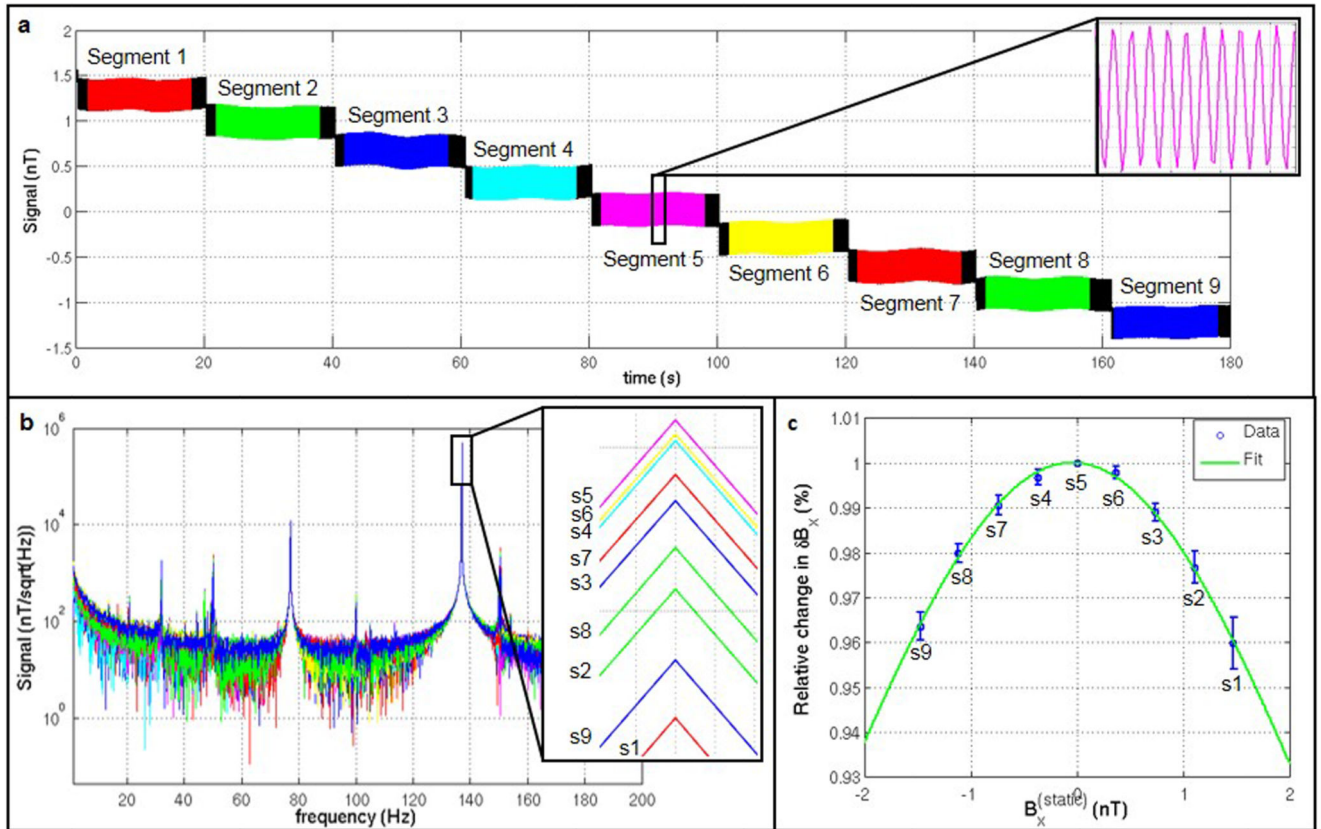 a
2
1.5
1
0.5
0
-0.5
-1
-1.5
Signal (nT)
Segment 1
Segment 2
Segment 3
Segment 4
Segment 5
Segment 6
Segment 7
Segment 8
Segment 9
0 20 40 60 80 100 120 140 160 180
time (s)
b
10^6
10^4
10^2
10^0
Signal (nT/sqrt(Hz))
20 40 60 80 100 120 140 160 180 200
frequency (Hz)
s5
s6
s4
s7
s3
s8
s2
s9
s1
c
1.01
1
0.99
0.98
0.97
0.96
0.95
0.94
0.93
Relative change in δB_x (%)
Data
Fit
s4 s5 s6
s7 s3
s8 s2
s9 s1
-2 -1 0 1 2
B_x^(static) (nT)